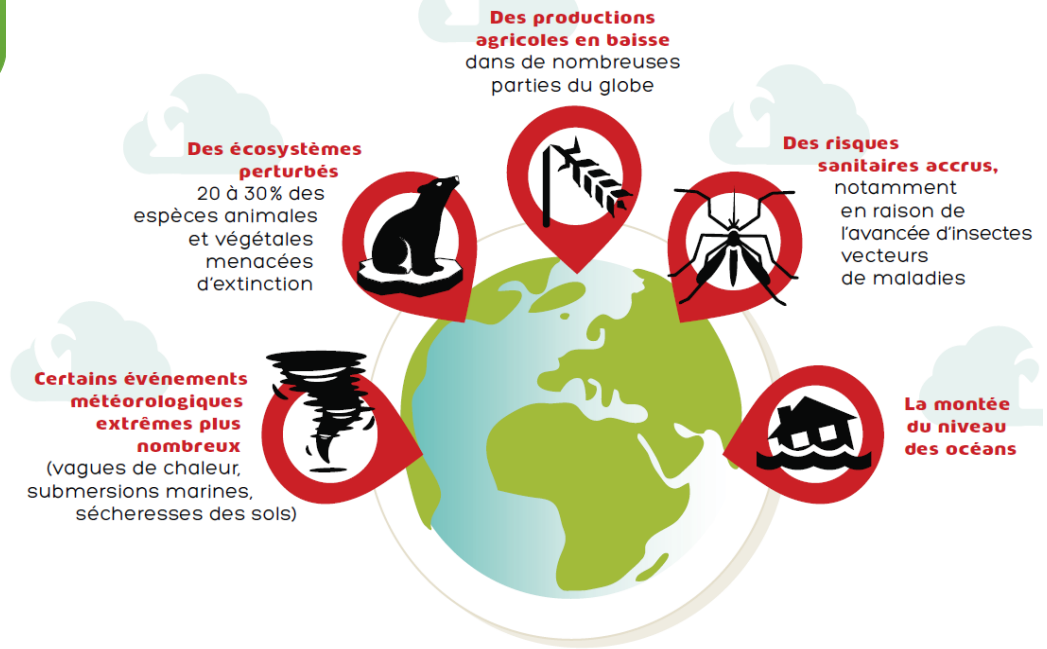 Des productions
agricoles en baisse
dans de nombreuses
parties du globe
Des écosystèmes
perturbés
20 à 30% des
espèces animales
et végétales
menacées
d'extinction
Des risques
sanitaires accrus,
notamment
en raison de
l'avancée d'insectes
vecteurs
de maladies
Certains événements
météorologiques
extrêmes plus
nombreux
(vagues de chaleur,
submersions marines,
sécheresses des sols)
La montée
du niveau
des océans